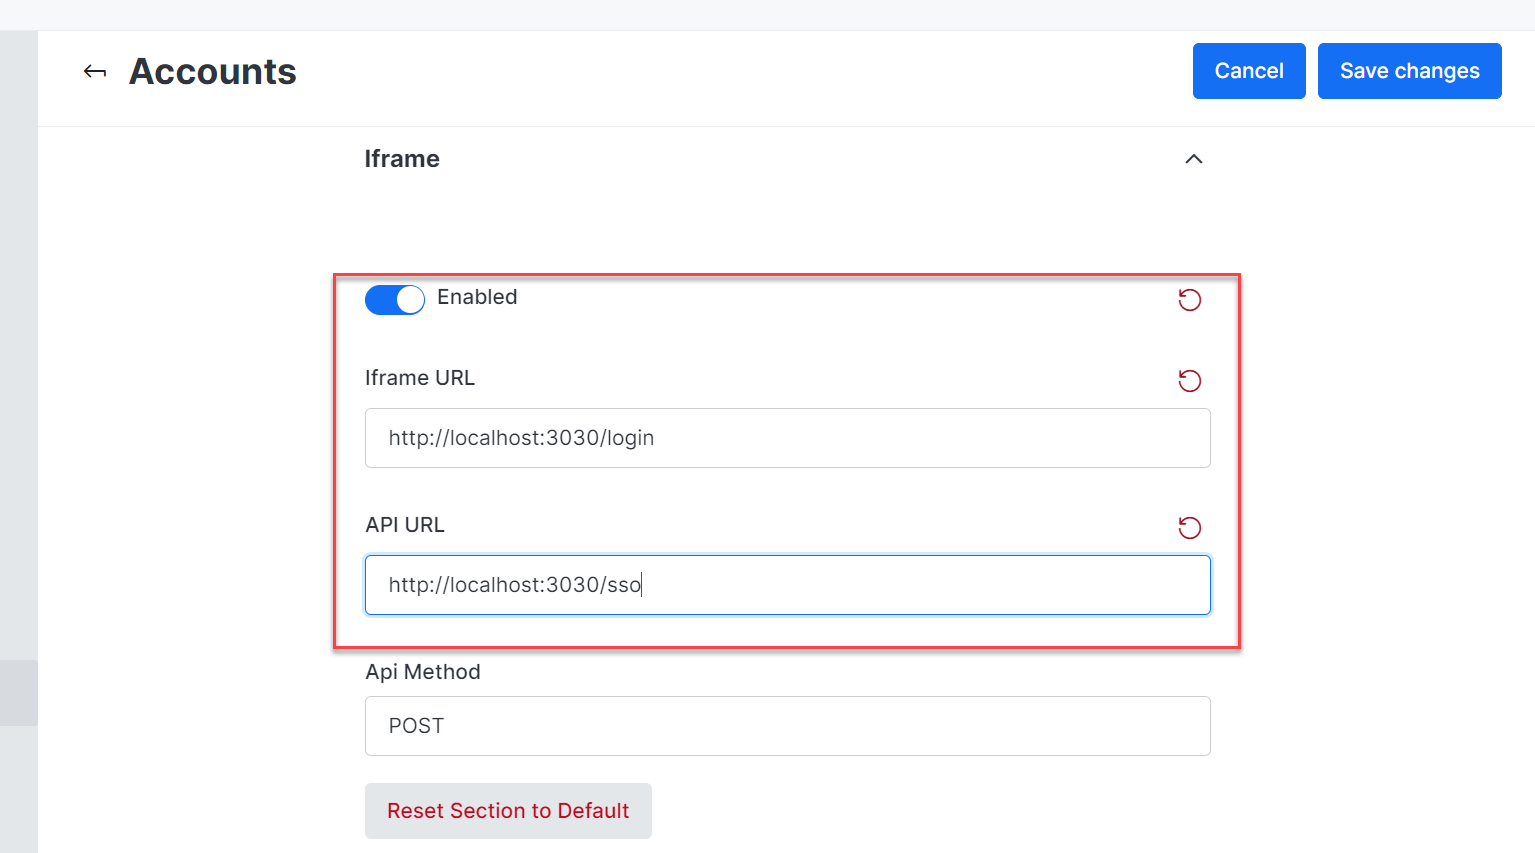 Accounts
Cancel
Save changes
Iframe
Enabled
Iframe URL
http://localhost:3030/login
API URL
http://localhost:3030/sso
Api Method
POST
Reset Section to Default